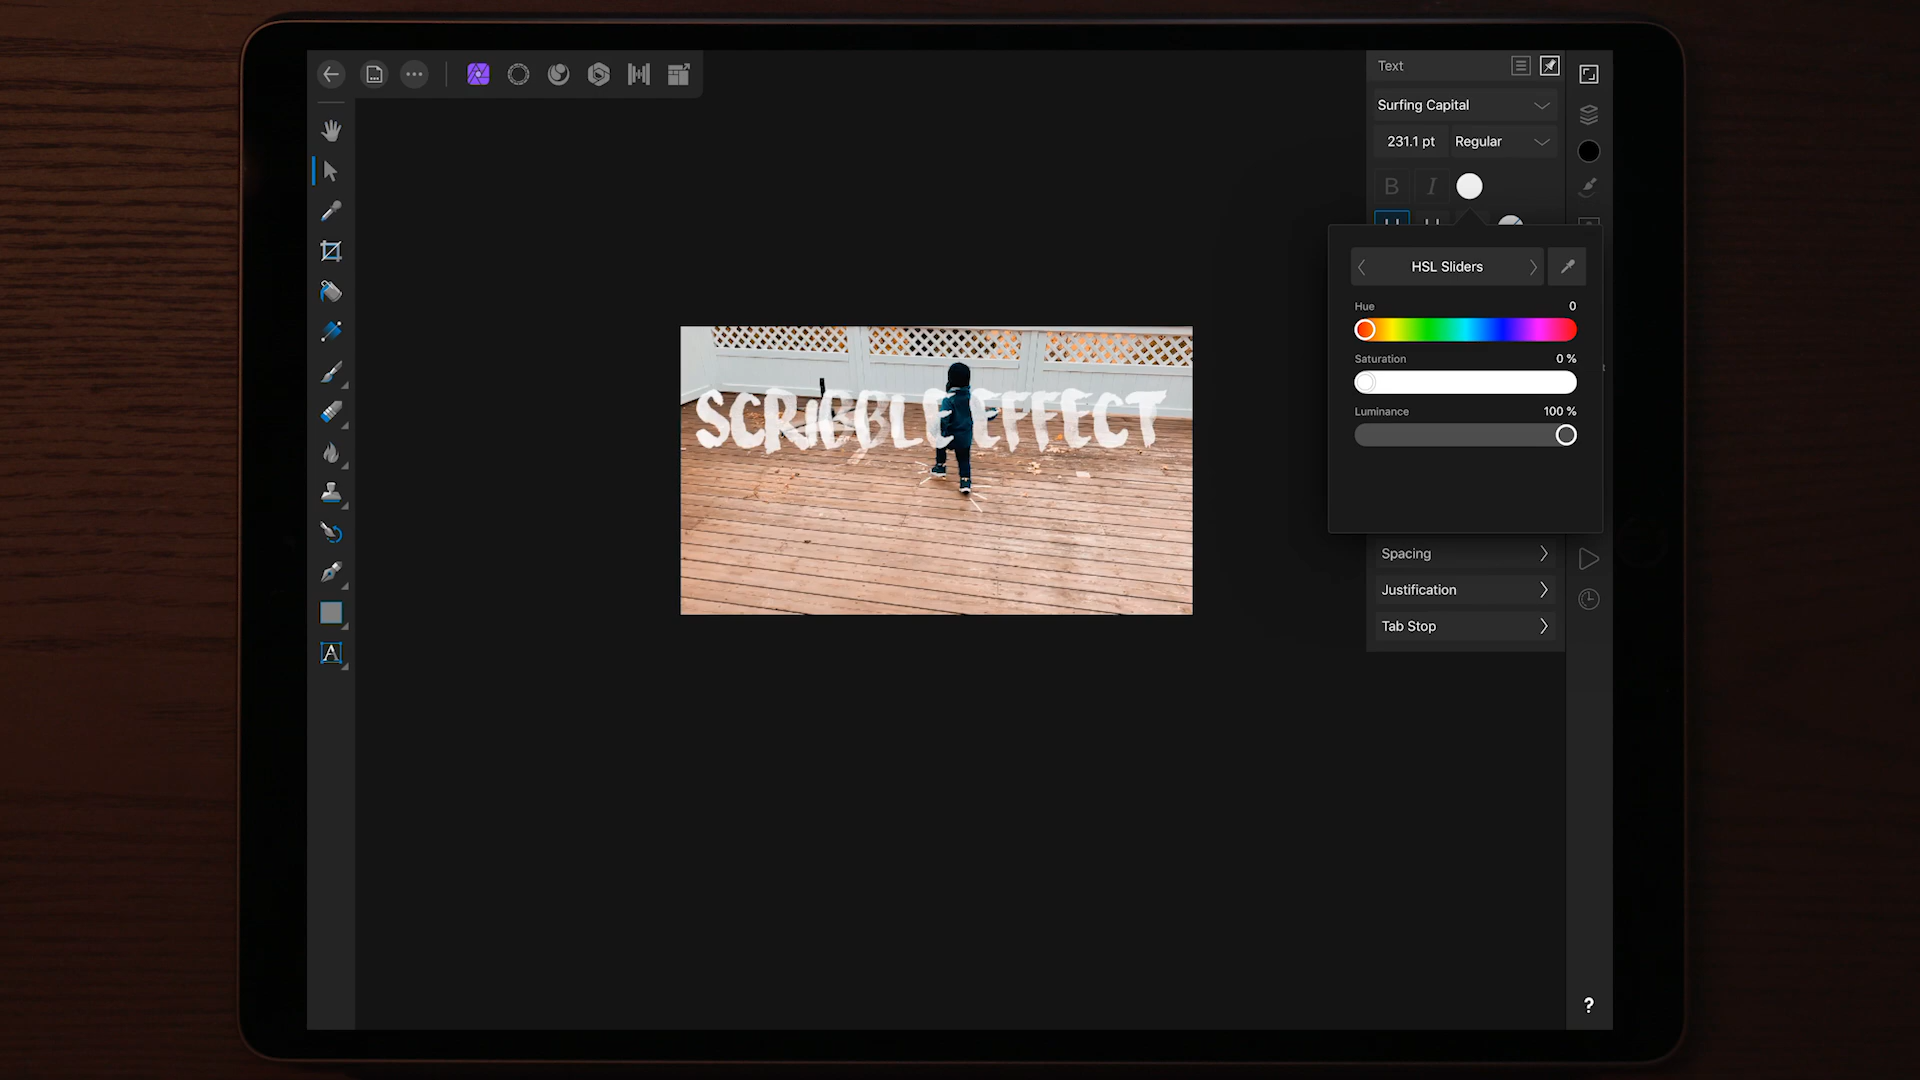 Text
Surfing Capital
231.1 pt Regular
B I
HSL Sliders
Hue 0
Saturation 0 %
Luminance 100 %
SCRIBBLE EFFECT
Spacing
Justification
Tab Stop
A
?